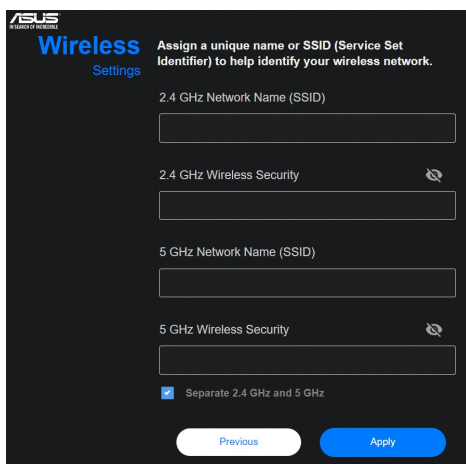 ASUS
IN SEARCH OF INCREDIBLE
Wireless
Settings
Assign a unique name or SSID (Service Set
Identifier) to help identify your wireless network.
2.4 GHz Network Name (SSID)
2.4 GHz Wireless Security
5 GHz Network Name (SSID)
5 GHz Wireless Security
Separate 2.4 GHz and 5 GHz
Previous
Apply